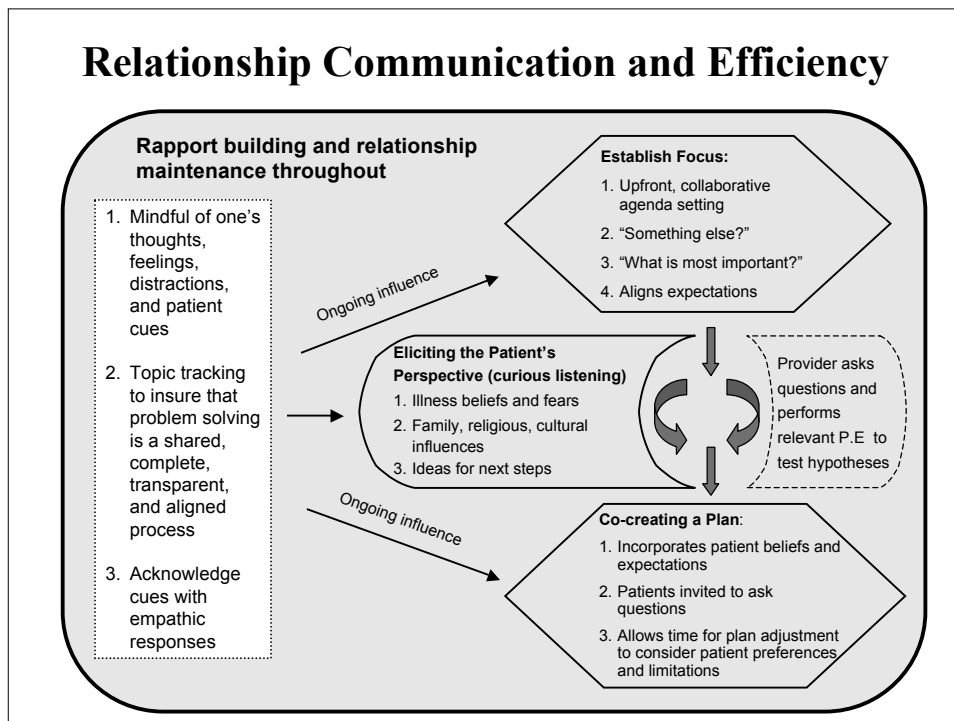 Relationship Communication and Efficiency
Rapport building and relationship
maintenance throughout
1. Mindful of one's
thoughts,
feelings,
distractions,
and patient
cues
2. Topic tracking
to insure that
problem solving
is a shared,
complete,
transparent,
and aligned
process
3. Acknowledge
cues with
empathic
responses
Ongoing influence
Establish Focus:
1. Upfront, collaborative
agenda setting
2. “Something else?”
3. “What is most important?”
4. Aligns expectations
Eliciting the Patient's
Perspective (curious listening)
1. Illness beliefs and fears
2. Family, religious, cultural
influences
3. Ideas for next steps
Provider asks
questions and
performs
relevant P.E to
test hypotheses
Ongoing influence
Co-creating a Plan:
1. Incorporates patient beliefs and
expectations
2. Patients invited to ask
questions
3. Allows time for plan adjustment
to consider patient preferences
and limitations